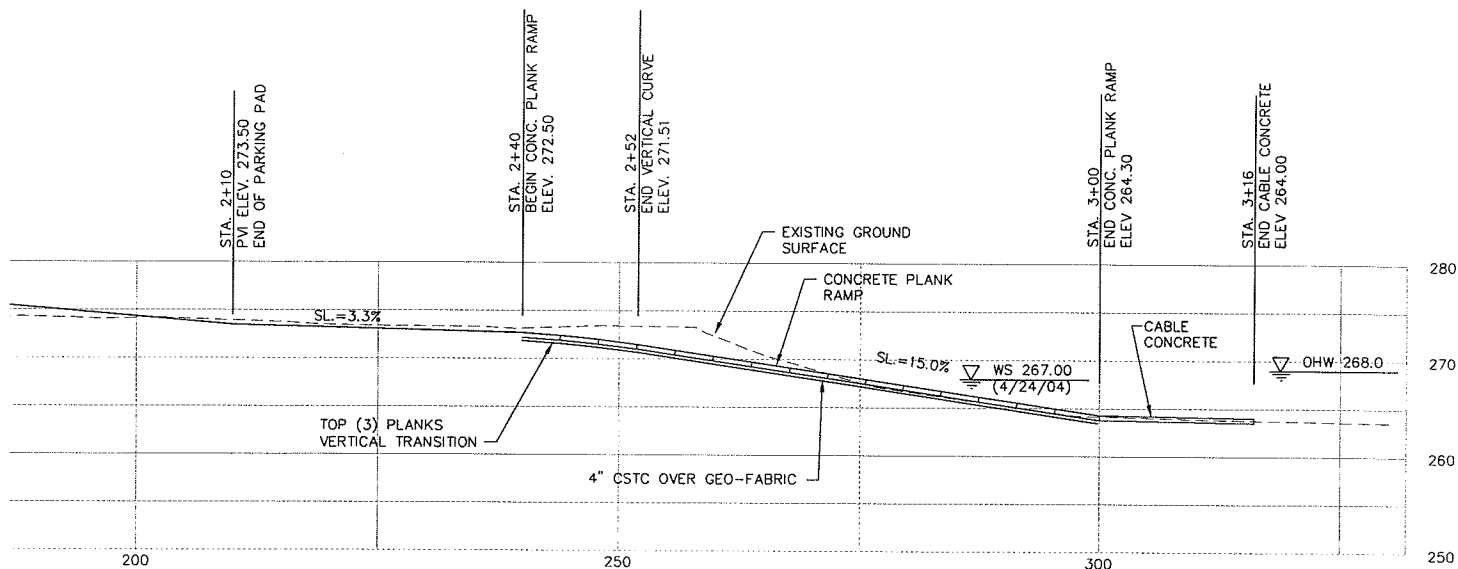 STA. 2+10
PVI ELEV. 273.50
END OF PARKING PAD
STA. 2+40
BEGIN CONC. PLANK RAMP
ELEV. 272.50
STA. 2+52
END VERTICAL CURVE
ELEV. 271.51
STA. 3+00
END CONC. PLANK RAMP
ELEV 264.30
STA. 3+16
END CABLE CONCRETE
ELEV 264.00
EXISTING GROUND
SURFACE
CONCRETE PLANK
RAMP
SL.=3.3%
SL.=15.0%
WS 267.00
(4/24/04)
CABLE
CONCRETE
OHW 268.0
TOP (3) PLANKS
VERTICAL TRANSITION
4" CSTC OVER GEO-FABRIC
280
270
260
250
200
250
300